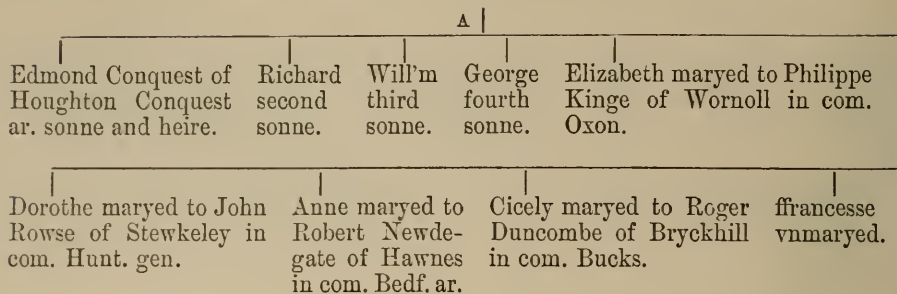 A
Edmond Conquest of
Houghton Conquest
ar. sonne and heire.
Richard
second
sonne.
Will'm
third
sonne.
George
fourth
sonne.
Elizabeth maryed to Philippe
Kinge of Wornoll in com.
Oxon.
Dorothe maryed to John
Rowse of Stewkeley in
com. Hunt. gen.
Anne maryed to
Robert Newde-
gate of Hawnes
in com. Bedf. ar.
Cicely maryed to Roger
Duncombe of Bryckhill
in com. Bucks.
ffrancesse
vnmaryed.